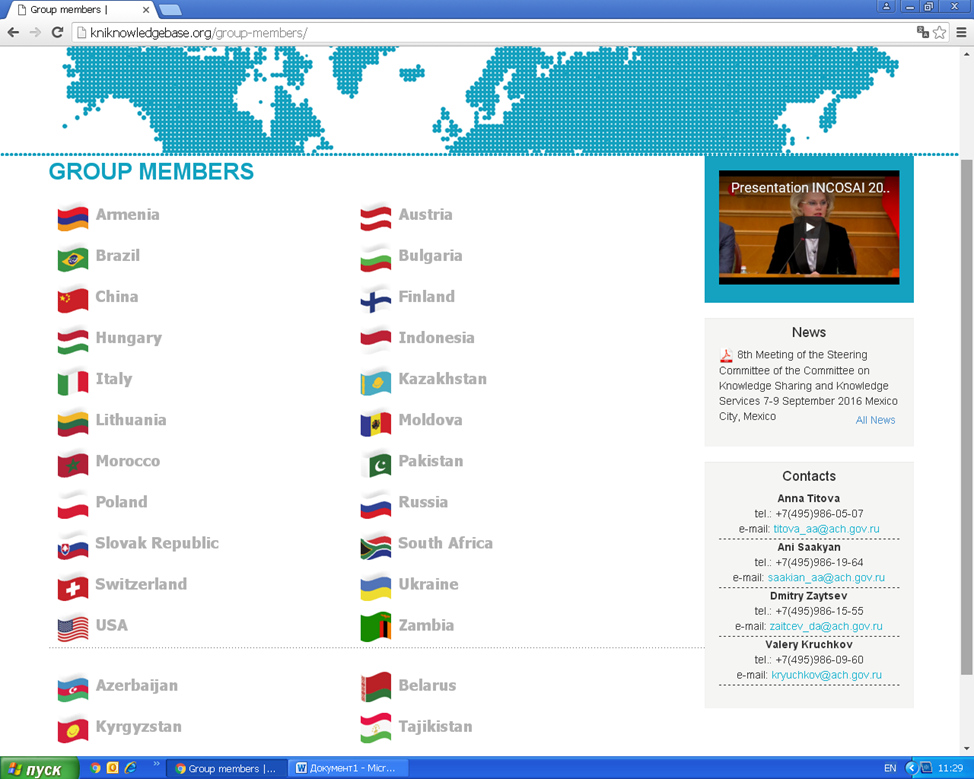 Group members |
kniknowledgebase.org/group-members/
GROUP MEMBERS
Armenia
Austria
Brazil
Bulgaria
China
Finland
Hungary
Indonesia
Italy
Kazakhstan
Lithuania
Moldova
Morocco
Pakistan
Poland
Russia
Slovak Republic
South Africa
Switzerland
Ukraine
USA
Zambia
Azerbaijan
Belarus
Kyrgyzstan
Tajikistan
Presentation INCOSAI 20..
News
8th Meeting of the Steering
Committee of the Committee on
Knowledge Sharing and Knowledge
Services 7-9 September 2016 Mexico
City, Mexico
All News
Contacts
Anna Titova
tel.: +7(495)986-05-07
e-mail: titova_aa@ach.gov.ru
Ani Saakyan
tel.: +7(495)986-19-64
e-mail: saakian_aa@ach.gov.ru
Dmitry Zaytsev
tel.: +7(495)986-15-55
e-mail: zaitcev_da@ach.gov.ru
Valery Kruchkov
tel.: +7(495)986-09-60
e-mail: kryuchkov@ach.gov.ru
пуск
Group members |...
Документ1 - Micr...
EN
11:29